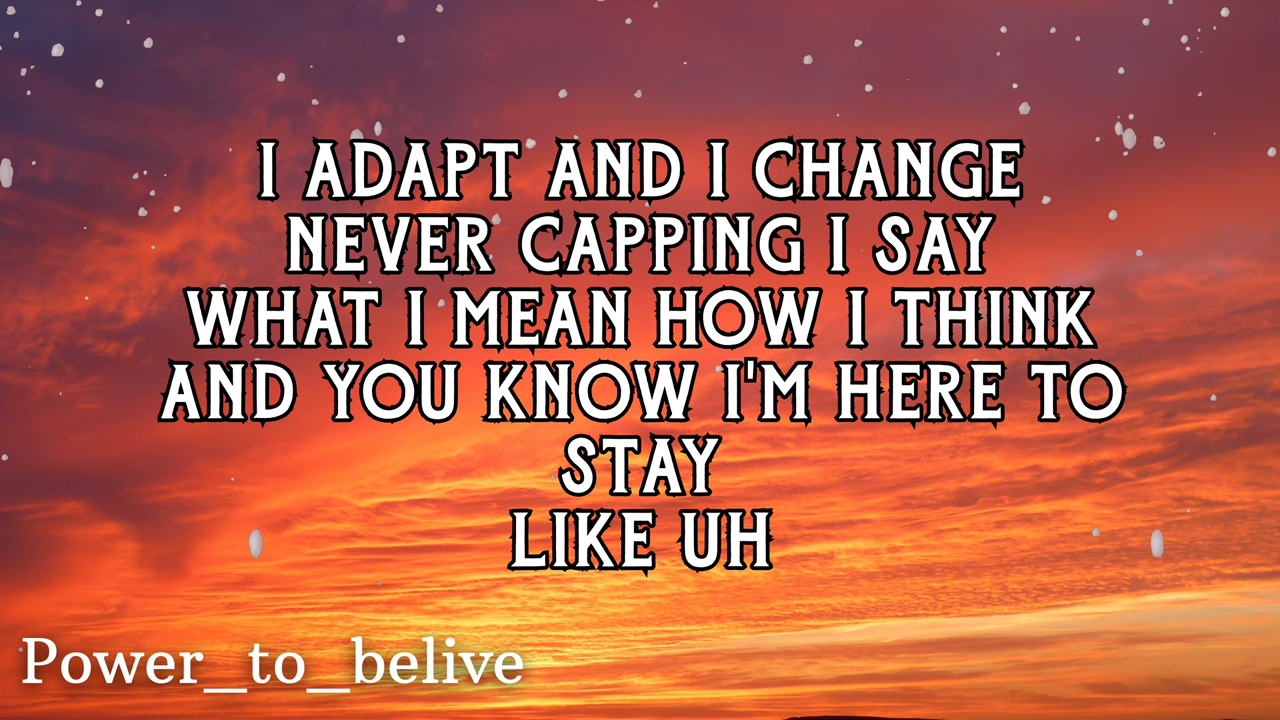 I ADAPT AND I CHANGE
NEVER CAPPING I SAY
WHAT I MEAN HOW I THINK
AND YOU KNOW I'M HERE TO
STAY
LIKE UH
Power_to_belive